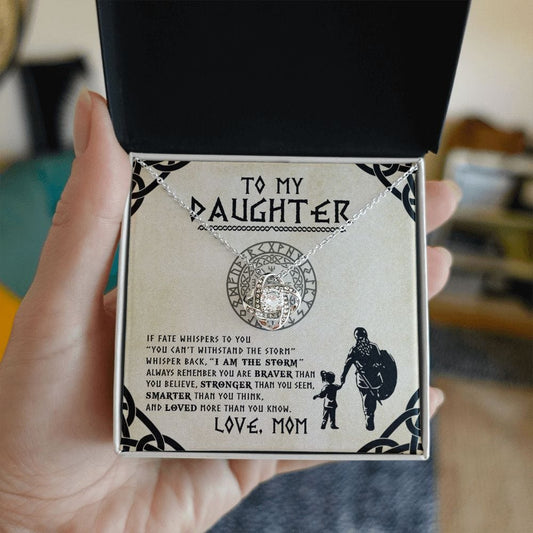 TO MY
DAUGHTER
IF FATE WHISPERS TO YOU
"YOU CAN'T WITHSTAND THE STORM"
WHISPER BACK, "I AM THE STORM"
ALWAYS REMEMBER YOU ARE BRAVER THAN
YOU BELIEVE, STRONGER THAN YOU SEEM,
SMARTER THAN YOU THINK,
AND LOVED MORE THAN YOU KNOW.
LOVE, MOM